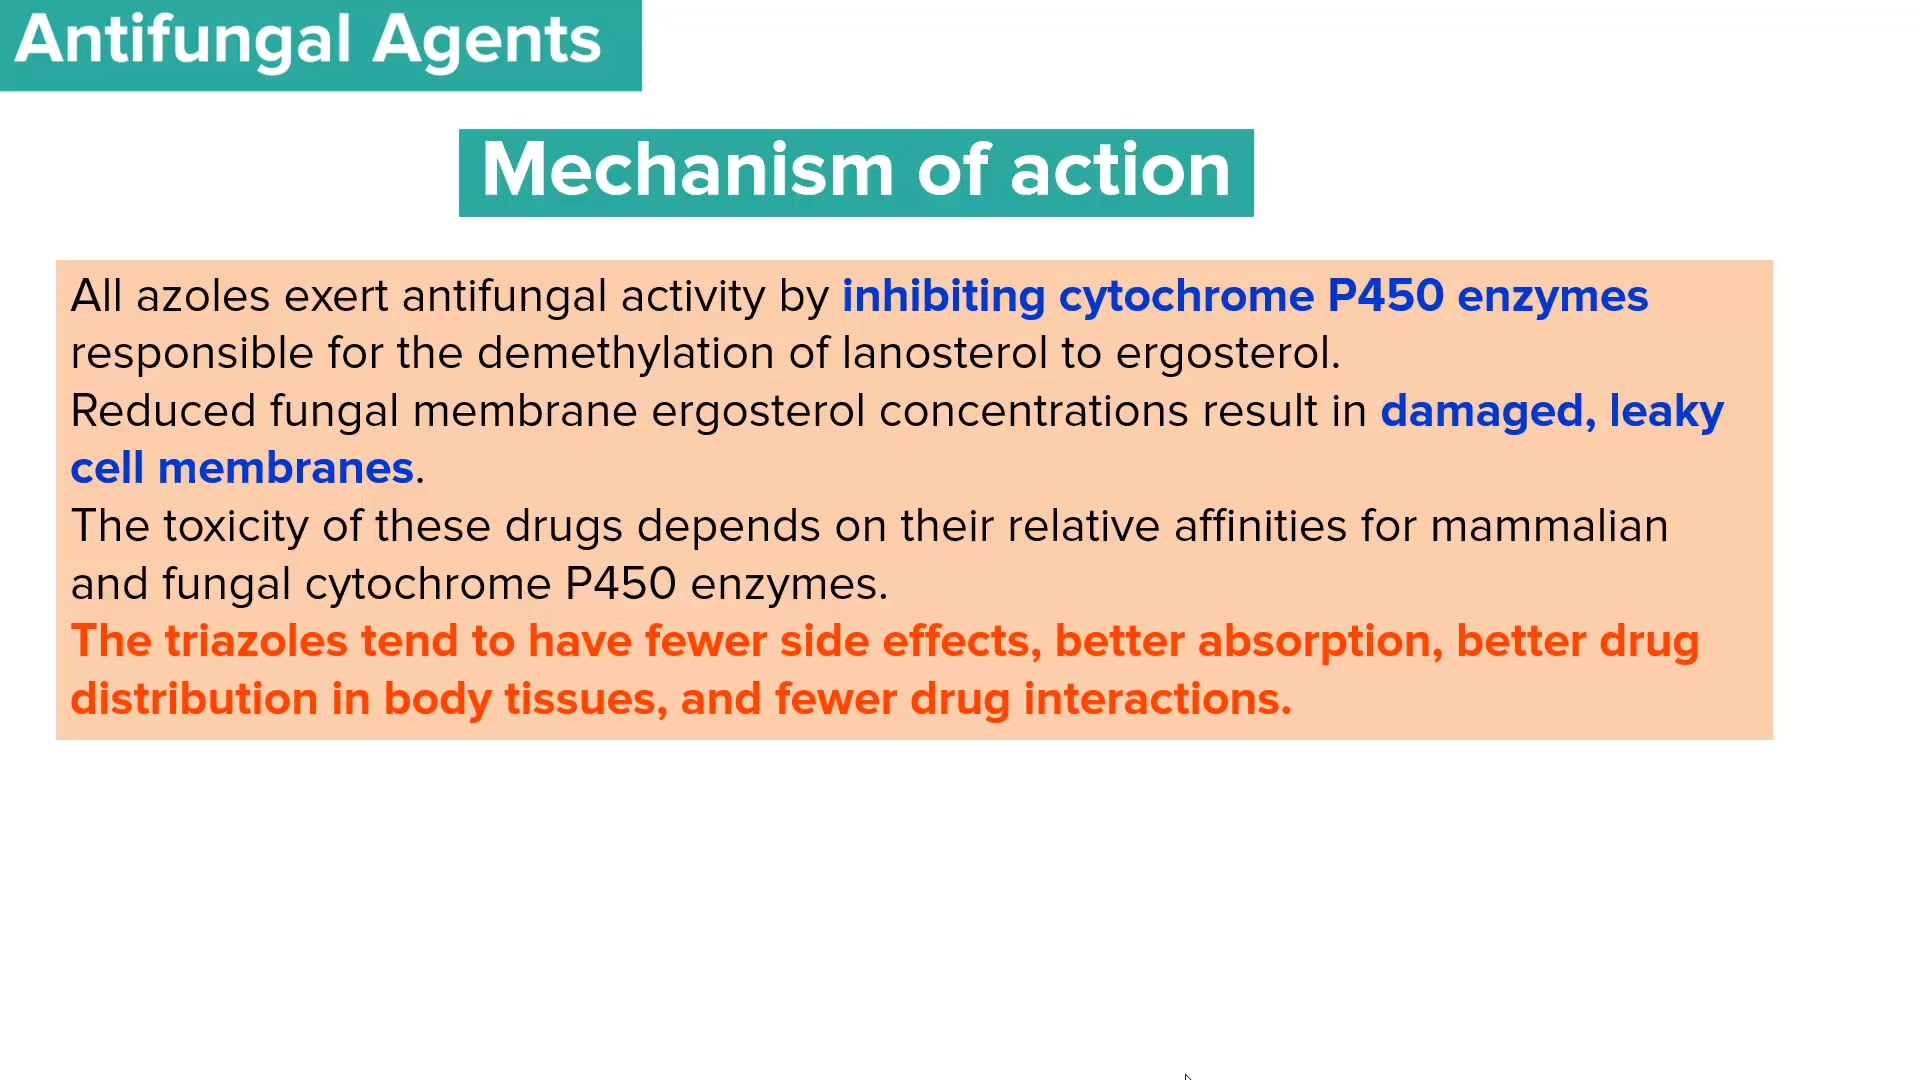 Antifungal Agents
Mechanism of action
All azoles exert antifungal activity by inhibiting cytochrome P450 enzymes
responsible for the demethylation of lanosterol to ergosterol.
Reduced fungal membrane ergosterol concentrations result in damaged, leaky
cell membranes.
The toxicity of these drugs depends on their relative affinities for mammalian
and fungal cytochrome P450 enzymes.
The triazoles tend to have fewer side effects, better absorption, better drug
distribution in body tissues, and fewer drug interactions.